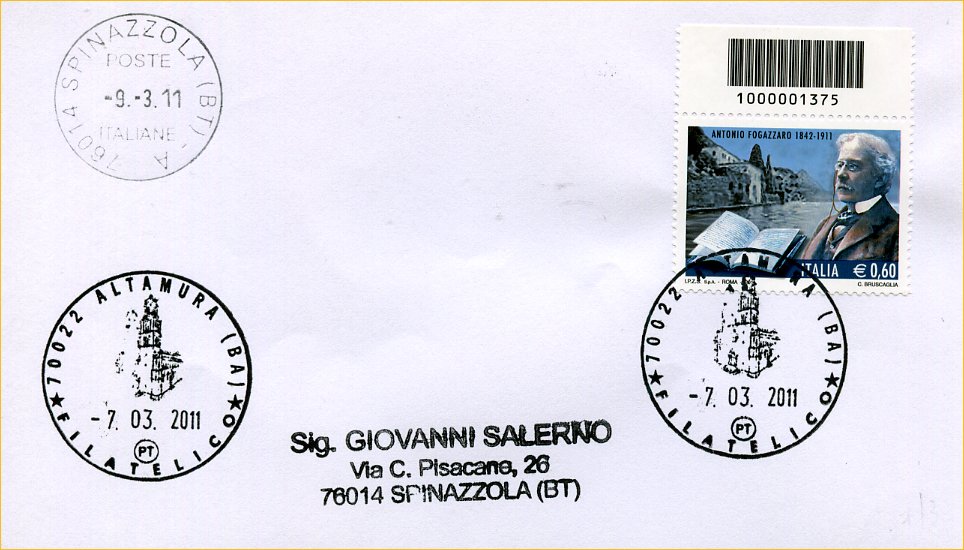 76014 SPINAZZOLA (BT) - A
POSTE
-9.-3.11
ITALIANE
1000001375
ANTONIO FOGAZZARO 1842-1911
ITALIA € 0,60
I.P.Z.S. S.p.A. - ROMA
C. BRUSCAGLIA
70022 ALTAMURA (BA)
-7. 03. 2011
PT
FILATELICO
70022 ALTAMURA (BA)
-7. 03. 2011
PT
FILATELICO
Sig. GIOVANNI SALERNO
Via C. Pisacane, 26
76014 SPINAZZOLA (BT)